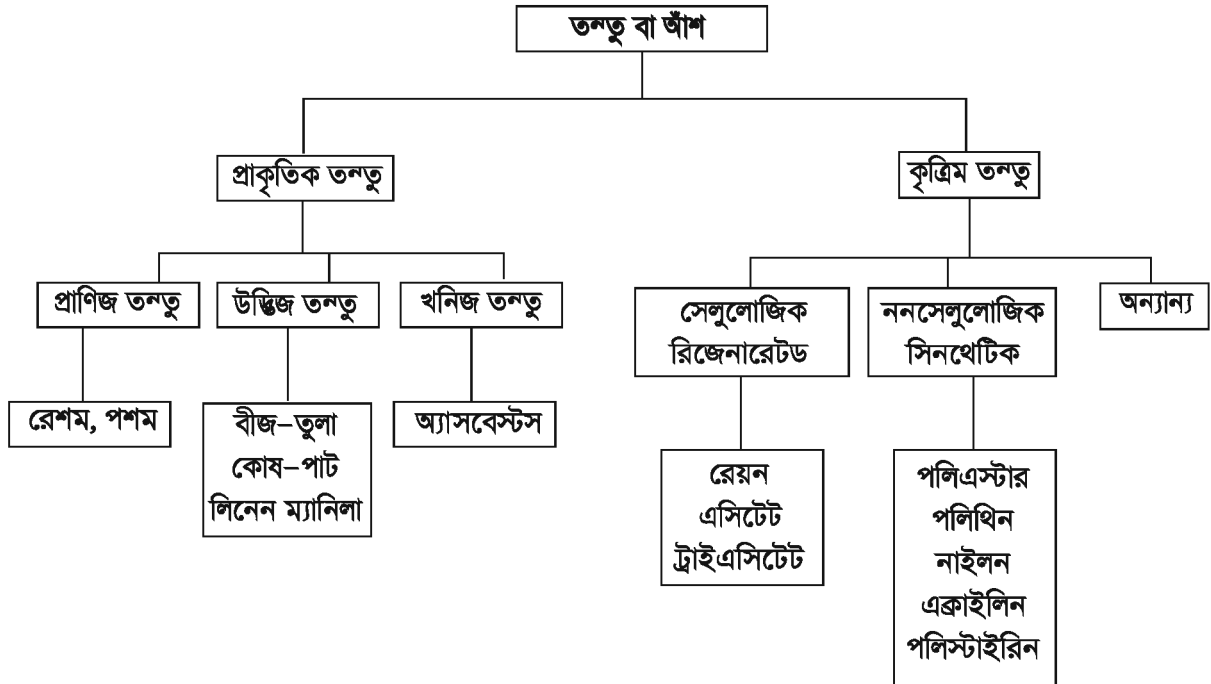 তন্তু বা আঁশ
প্রাকৃতিক তন্তু
কৃত্রিম তন্তু
প্রাণিজ তন্তু
উদ্ভিজ তন্তু
খনিজ তন্তু
সেলুলোজিক
রিজেনারেটড
ননসেলুলোজিক
সিনথেটিক
অন্যান্য
রেশম, পশম
বীজ–তুলা
কোষ–পাট
লিনেন ম্যানিলা
অ্যাসবেস্টস
রেয়ন
এসিটেট
ট্রাইএসিটেট
পলিএস্টার
পলিথিন
নাইলন
এক্রাইলিন
পলিস্টাইরিন